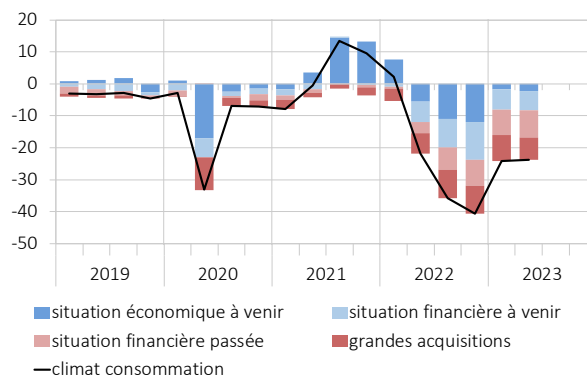 20
10
0
-10
-20
-30
-40
-50
2019 2020 2021 2022 2023
situation économique à venir situation financière à venir
situation financière passée grandes acquisitions
climat consommation